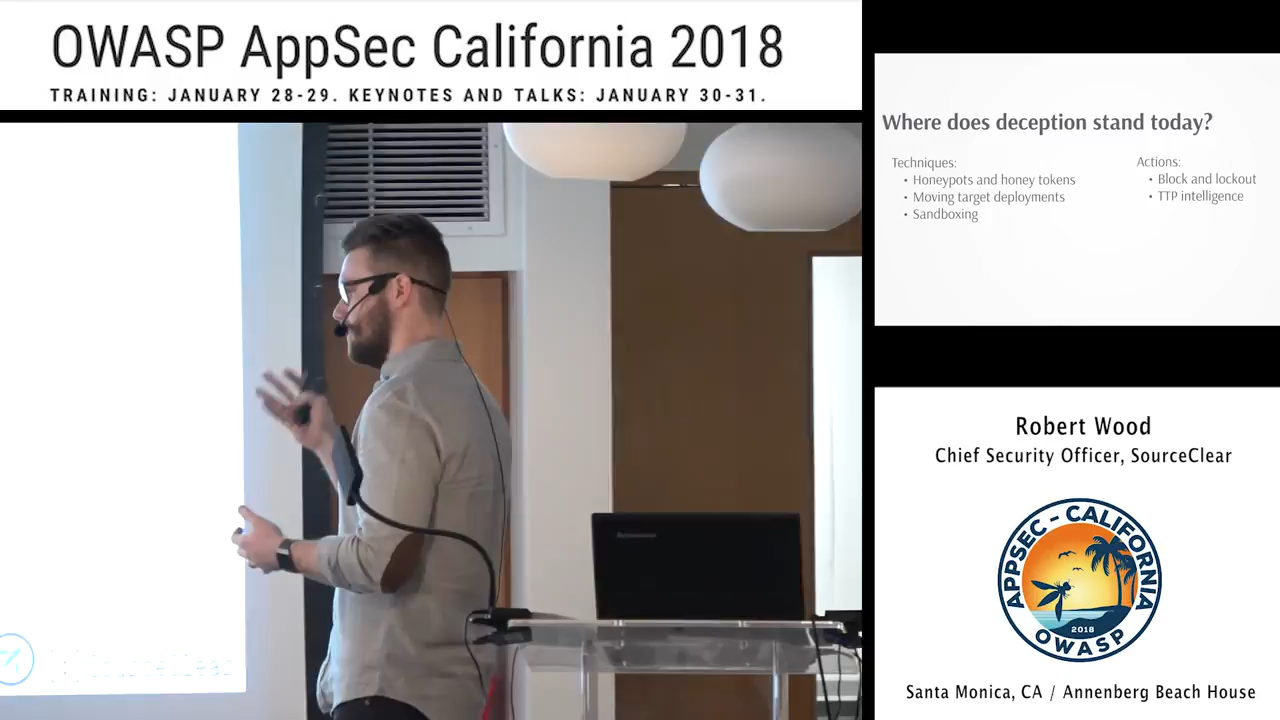 OWASP AppSec California 2018
TRAINING: JANUARY 28-29. KEYNOTES AND TALKS: JANUARY 30-31.
Where does deception stand today?
Techniques:
• Honeypots and honey tokens
• Moving target deployments
• Sandboxing
Actions:
• Block and lockout
• TTP intelligence
Robert Wood
Chief Security Officer, SourceClear
APPSEC - CALIFORNIA
2018
OWASP
Santa Monica, CA / Annenberg Beach House